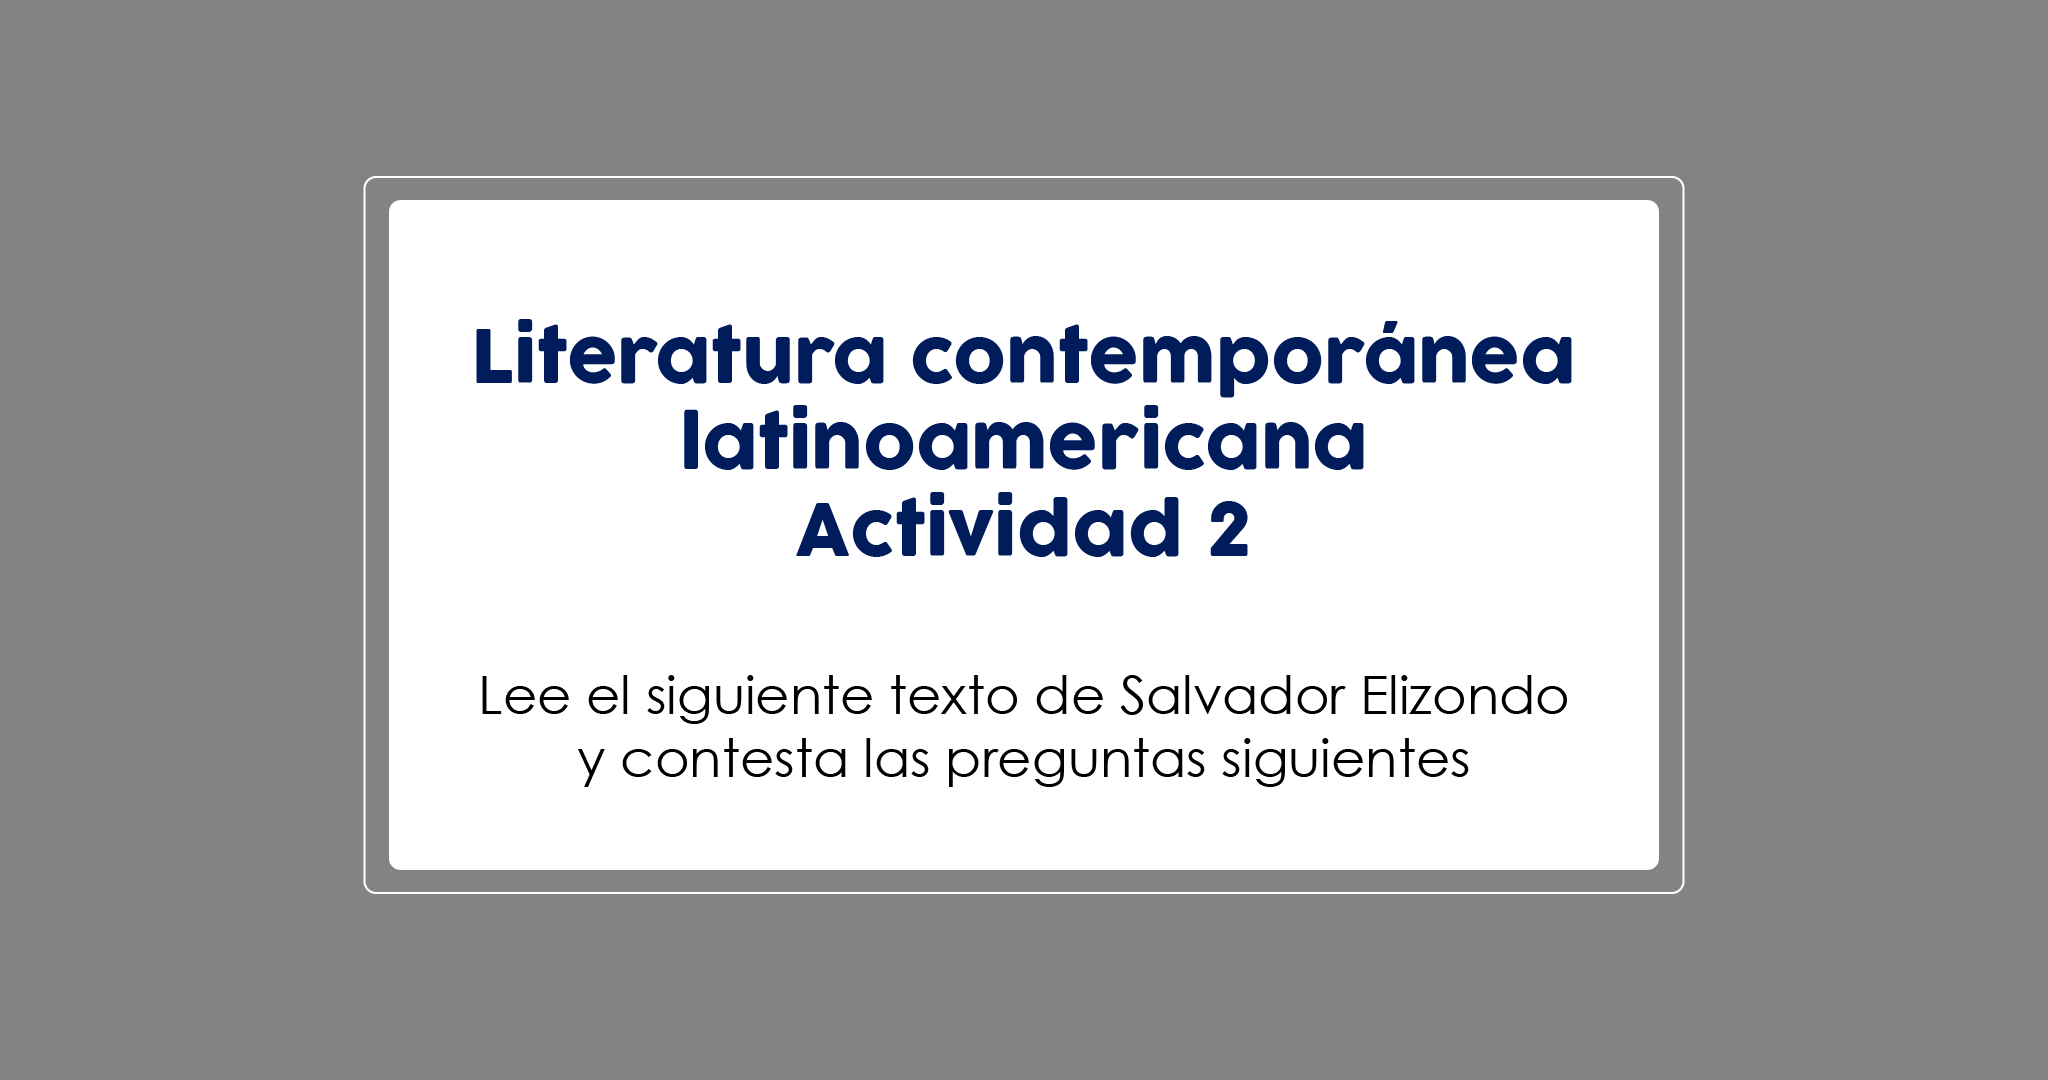 Literatura contemporánea
latinoamericana
Actividad 2
Lee el siguiente texto de Salvador Elizondo
y contesta las preguntas siguientes